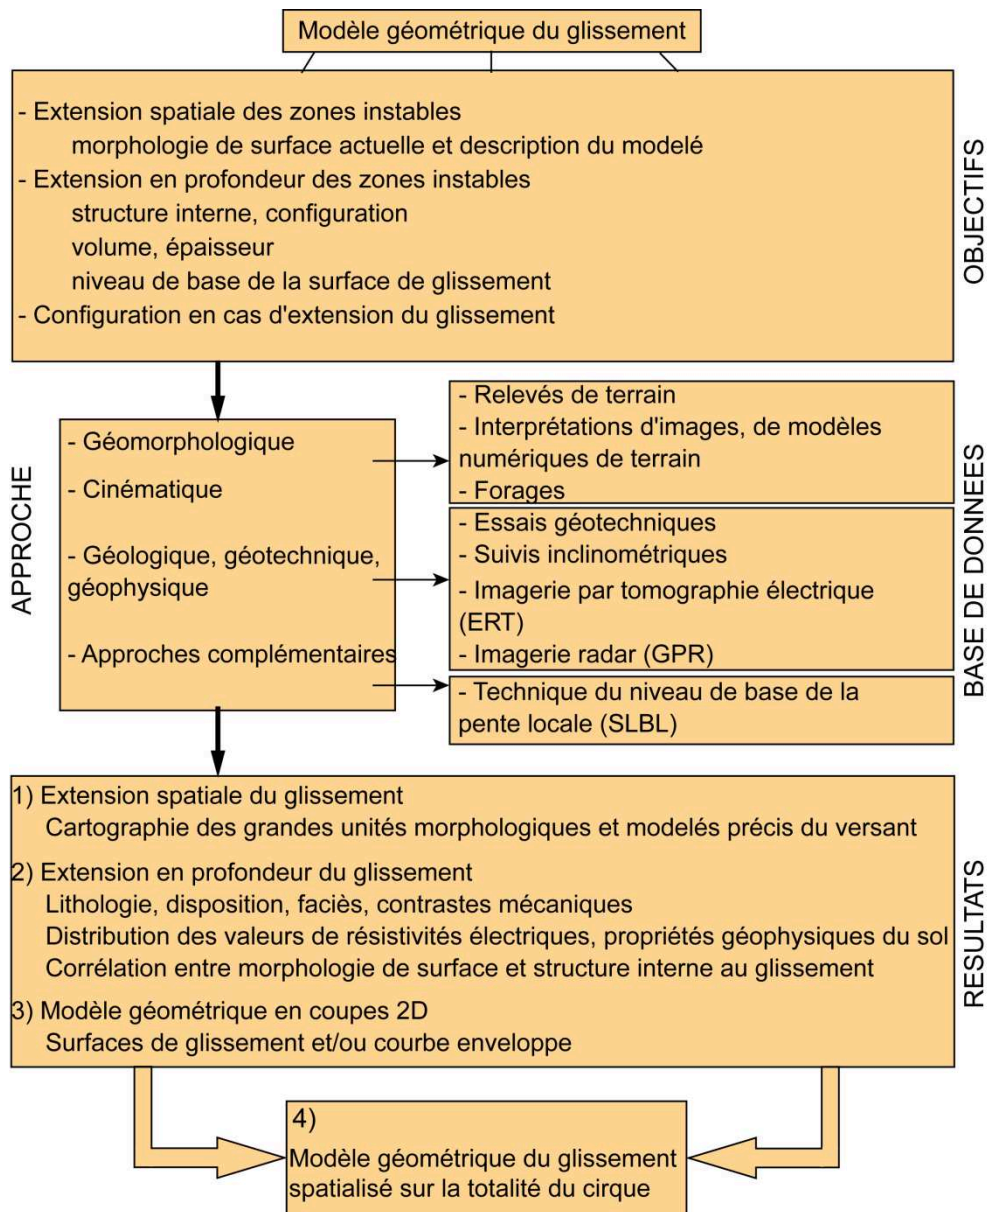 Modèle géométrique du glissement
- Extension spatiale des zones instables
morphologie de surface actuelle et description du modelé
- Extension en profondeur des zones instables
structure interne, configuration
volume, épaisseur
niveau de base de la surface de glissement
- Configuration en cas d'extension du glissement
OBJECTIFS
APPROCHE
- Géomorphologique
- Cinématique
- Géologique, géotechnique,
géophysique
- Approches complémentaires
- Relevés de terrain
- Interprétations d'images, de modèles
numériques de terrain
- Forages
- Essais géotechniques
- Suivis inclinométriques
- Imagerie par tomographie électrique
(ERT)
- Imagerie radar (GPR)
- Technique du niveau de base de la
pente locale (SLBL)
BASE DE DONNEES
1) Extension spatiale du glissement
Cartographie des grandes unités morphologiques et modelés précis du versant
2) Extension en profondeur du glissement
Lithologie, disposition, faciès, contrastes mécaniques
Distribution des valeurs de résistivités électriques, propriétés géophysiques du sol
Corrélation entre morphologie de surface et structure interne au glissement
3) Modèle géométrique en coupes 2D
Surfaces de glissement et/ou courbe enveloppe
RESULTATS
4)
Modèle géométrique du glissement
spatialisé sur la totalité du cirque